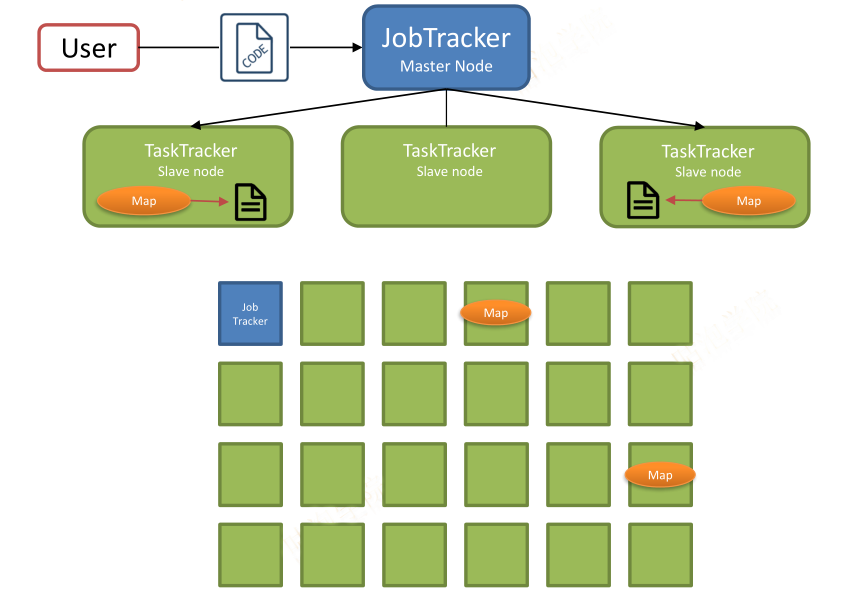 User
CODE
JobTracker
Master Node
TaskTracker
Slave node
Map
TaskTracker
Slave node
TaskTracker
Slave node
Map
Job
Tracker
Map
Map